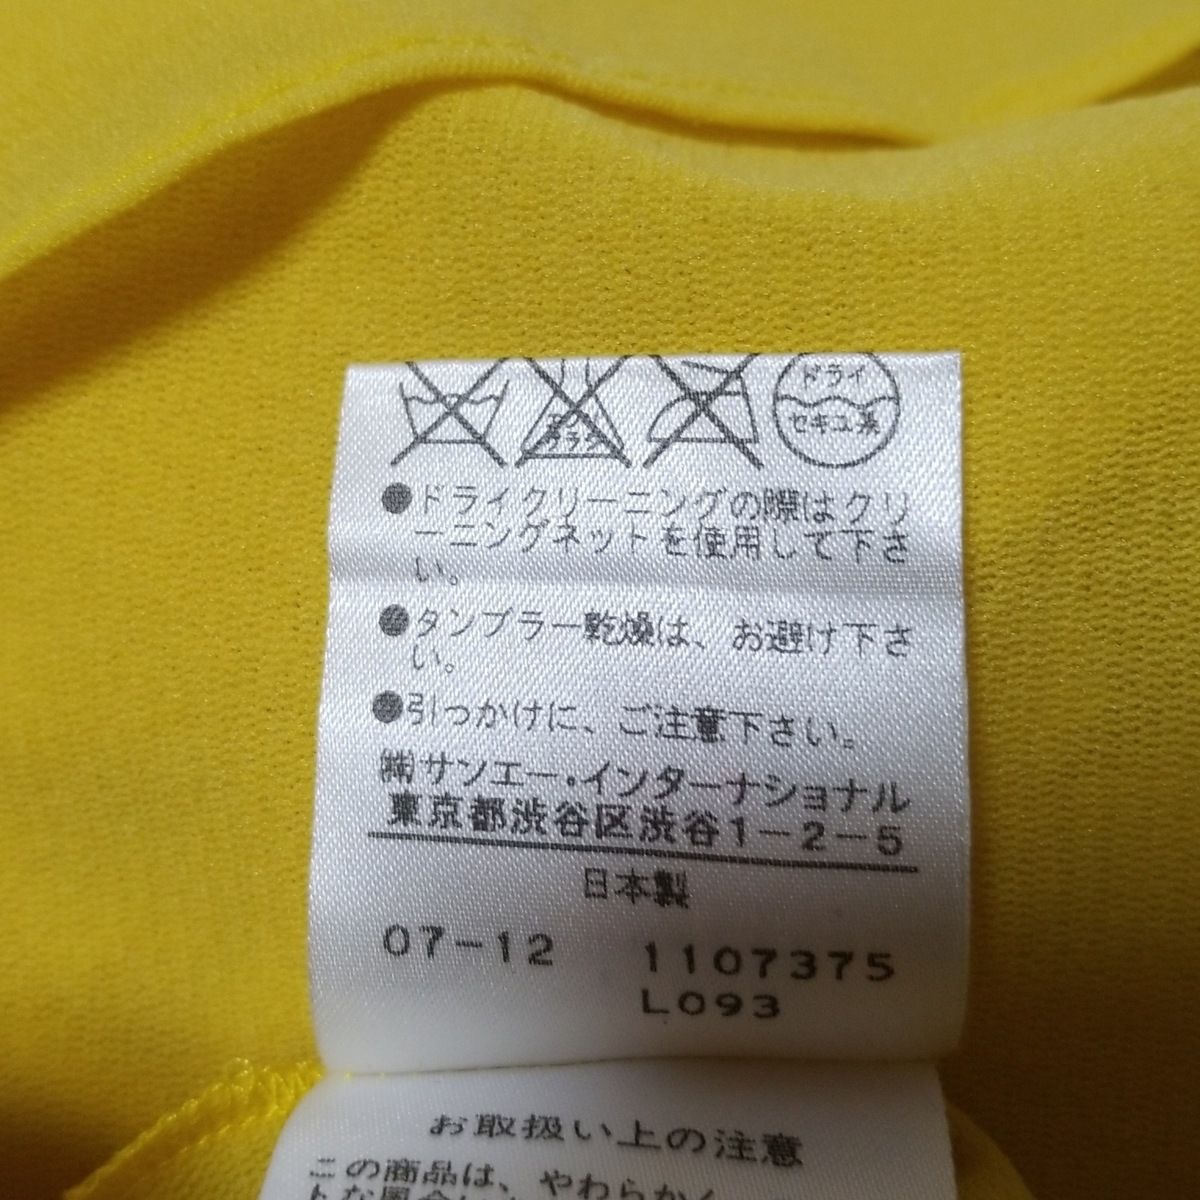 ドライ
セキユ系
●ドライクリーニングの際はクリ
ーニングネットを使用して下さ
い。
●タンブラー乾燥は、お避け下さ
い。
●引っかけに、ご注意下さい。
㈱サンエー・インターナショナル
東京都渋谷区渋谷1-2-5
日本製
07-12 1107375
L093
お取扱い上の注意
この商品は、やわらかく